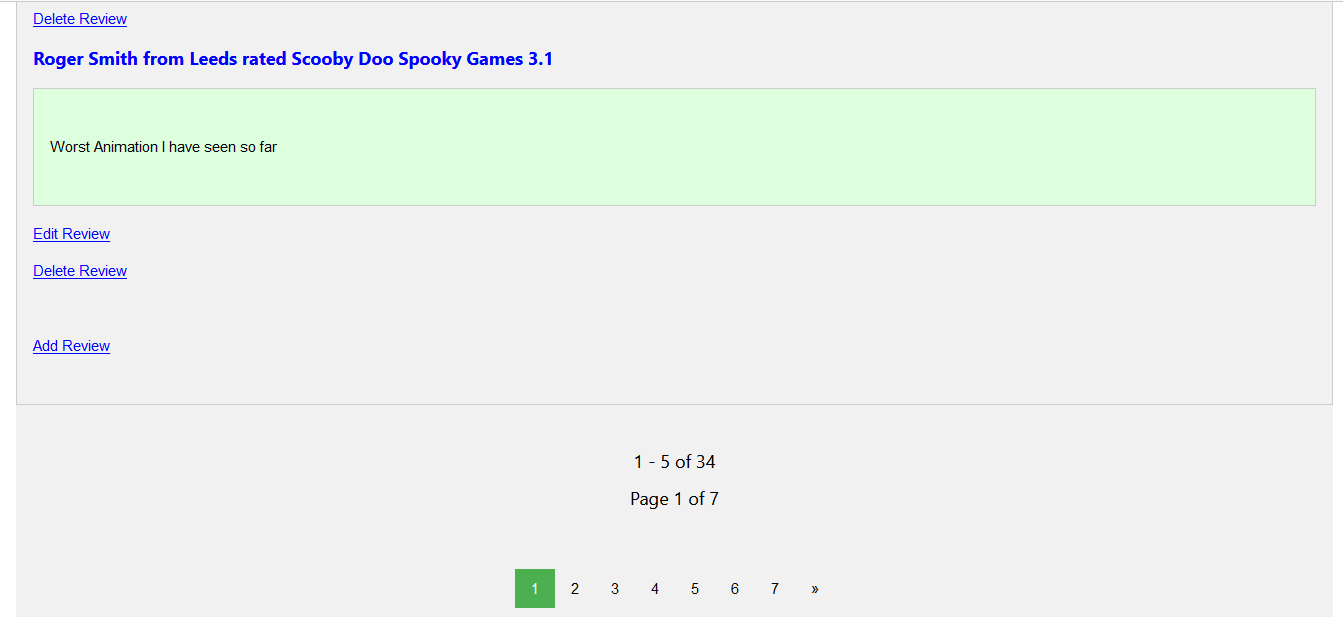 Delete Review
Roger Smith from Leeds rated Scooby Doo Spooky Games 3.1
Worst Animation I have seen so far
Edit Review
Delete Review
Add Review
1 - 5 of 34
Page 1 of 7
1 2 3 4 5 6 7 »